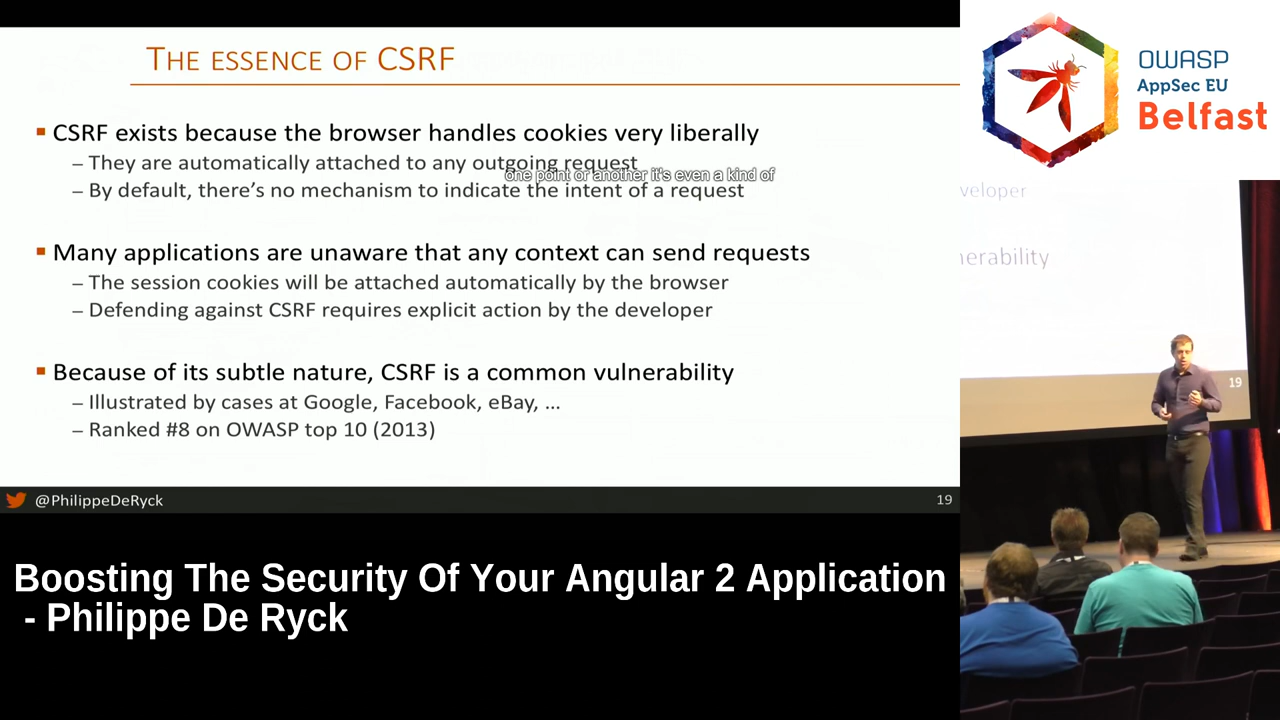 THE ESSENCE OF CSRF
CSRF exists because the browser handles cookies very liberally
– They are automatically attached to any outgoing request
one point or another it's even a kind of
– By default, there's no mechanism to indicate the intent of a request
Many applications are unaware that any context can send requests
– The session cookies will be attached automatically by the browser
– Defending against CSRF requires explicit action by the developer
Because of its subtle nature, CSRF is a common vulnerability
– Illustrated by cases at Google, Facebook, eBay, ...
– Ranked #8 on OWASP top 10 (2013)
@PhilippeDeRyck
19
OWASP
AppSec EU
Belfast
veloper
nerability
19
Boosting The Security Of Your Angular 2 Application
- Philippe De Ryck